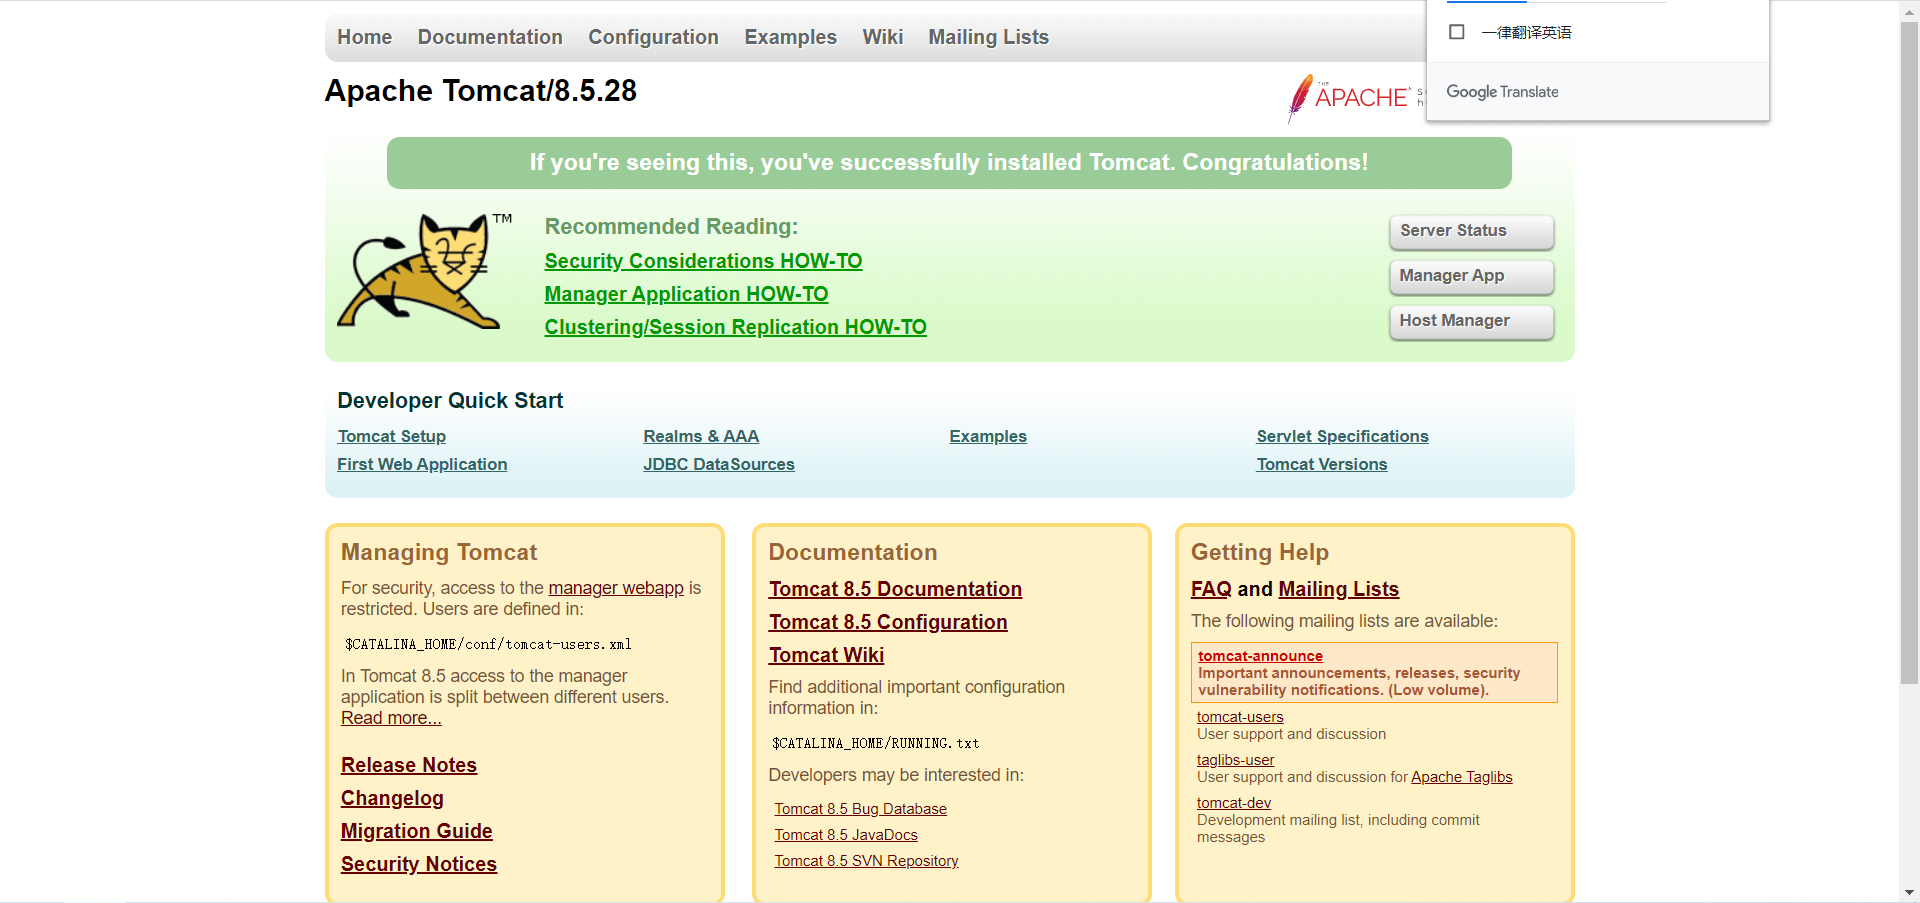 Home Documentation Configuration Examples Wiki Mailing Lists
一律翻译英语
Google Translate
Apache Tomcat/8.5.28
THE
APACHE
If you're seeing this, you've successfully installed Tomcat. Congratulations!
TM
Recommended Reading:
Security Considerations HOW-TO
Manager Application HOW-TO
Clustering/Session Replication HOW-TO
Server Status
Manager App
Host Manager
Developer Quick Start
Tomcat Setup
First Web Application
Realms & AAA
JDBC DataSources
Examples
Servlet Specifications
Tomcat Versions
Managing Tomcat
For security, access to the manager webapp is
restricted. Users are defined in:
$CATALINA_HOME/conf/tomcat-users.xml
In Tomcat 8.5 access to the manager
application is split between different users.
Read more...
Release Notes
Changelog
Migration Guide
Security Notices
Documentation
Tomcat 8.5 Documentation
Tomcat 8.5 Configuration
Tomcat Wiki
Find additional important configuration
information in:
$CATALINA_HOME/RUNNING.txt
Developers may be interested in:
Tomcat 8.5 Bug Database
Tomcat 8.5 JavaDocs
Tomcat 8.5 SVN Repository
Getting Help
FAQ and Mailing Lists
The following mailing lists are available:
tomcat-announce
Important announcements, releases, security
vulnerability notifications. (Low volume).
tomcat-users
User support and discussion
taglibs-user
User support and discussion for Apache Taglibs
tomcat-dev
Development mailing list, including commit
messages